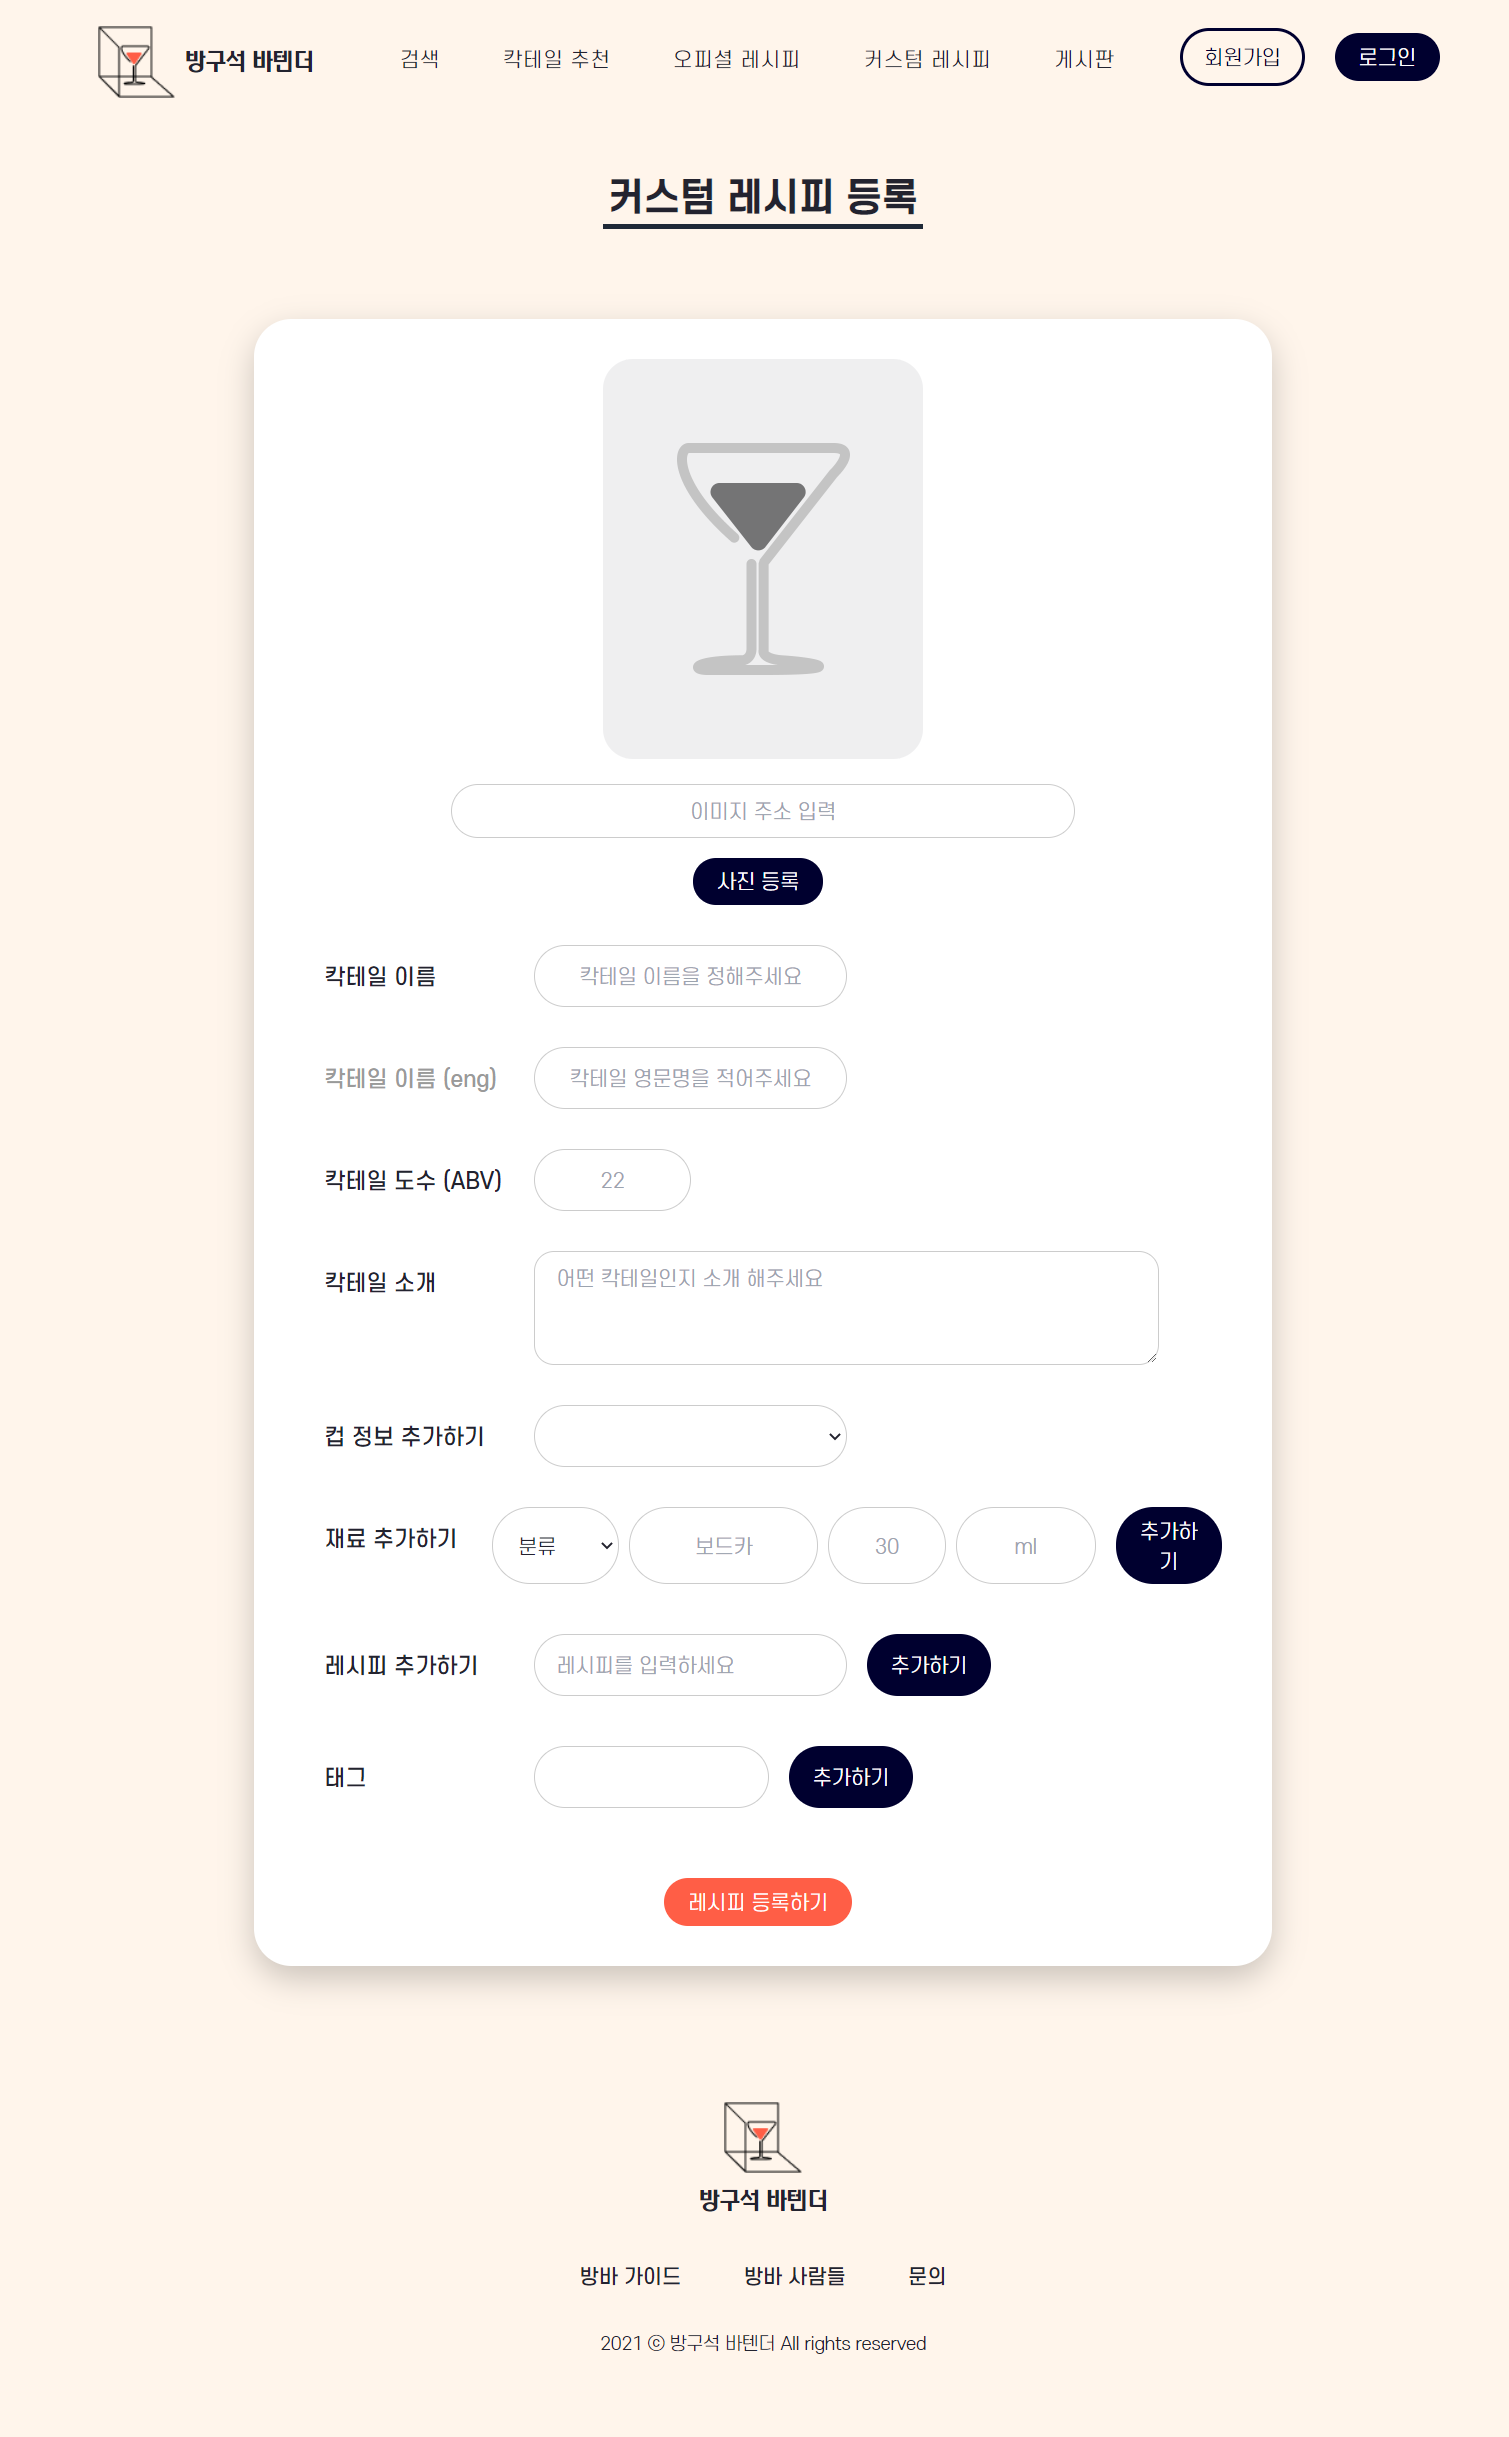 방구석 바텐더
검색
칵테일 추천
오피셜 레시피
커스텀 레시피
게시판
회원가입
로그인
커스텀 레시피 등록
이미지 주소 입력
사진 등록
칵테일 이름
칵테일 이름을 정해주세요
칵테일 이름 (eng)
칵테일 영문명을 적어주세요
칵테일 도수 (ABV)
22
칵테일 소개
어떤 칵테일인지 소개 해주세요
컵 정보 추가하기
재료 추가하기
분류
보드카
30
ml
추가하
기
레시피 추가하기
레시피를 입력하세요
추가하기
태그
추가하기
레시피 등록하기
방구석 바텐더
방바 가이드
방바 사람들
문의
2021 ⓒ 방구석 바텐더 All rights reserved